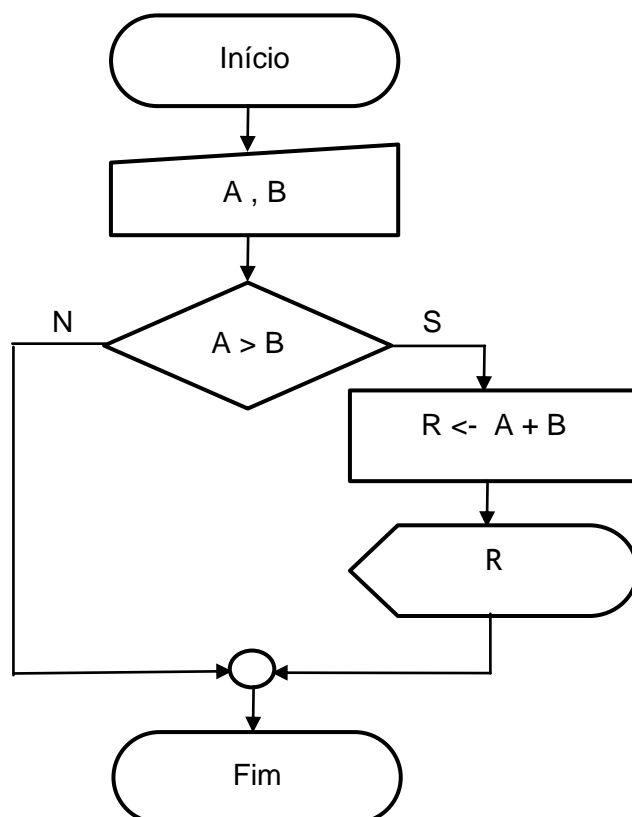 Início
A , B
N
S
A > B
R <- A + B
R
Fim